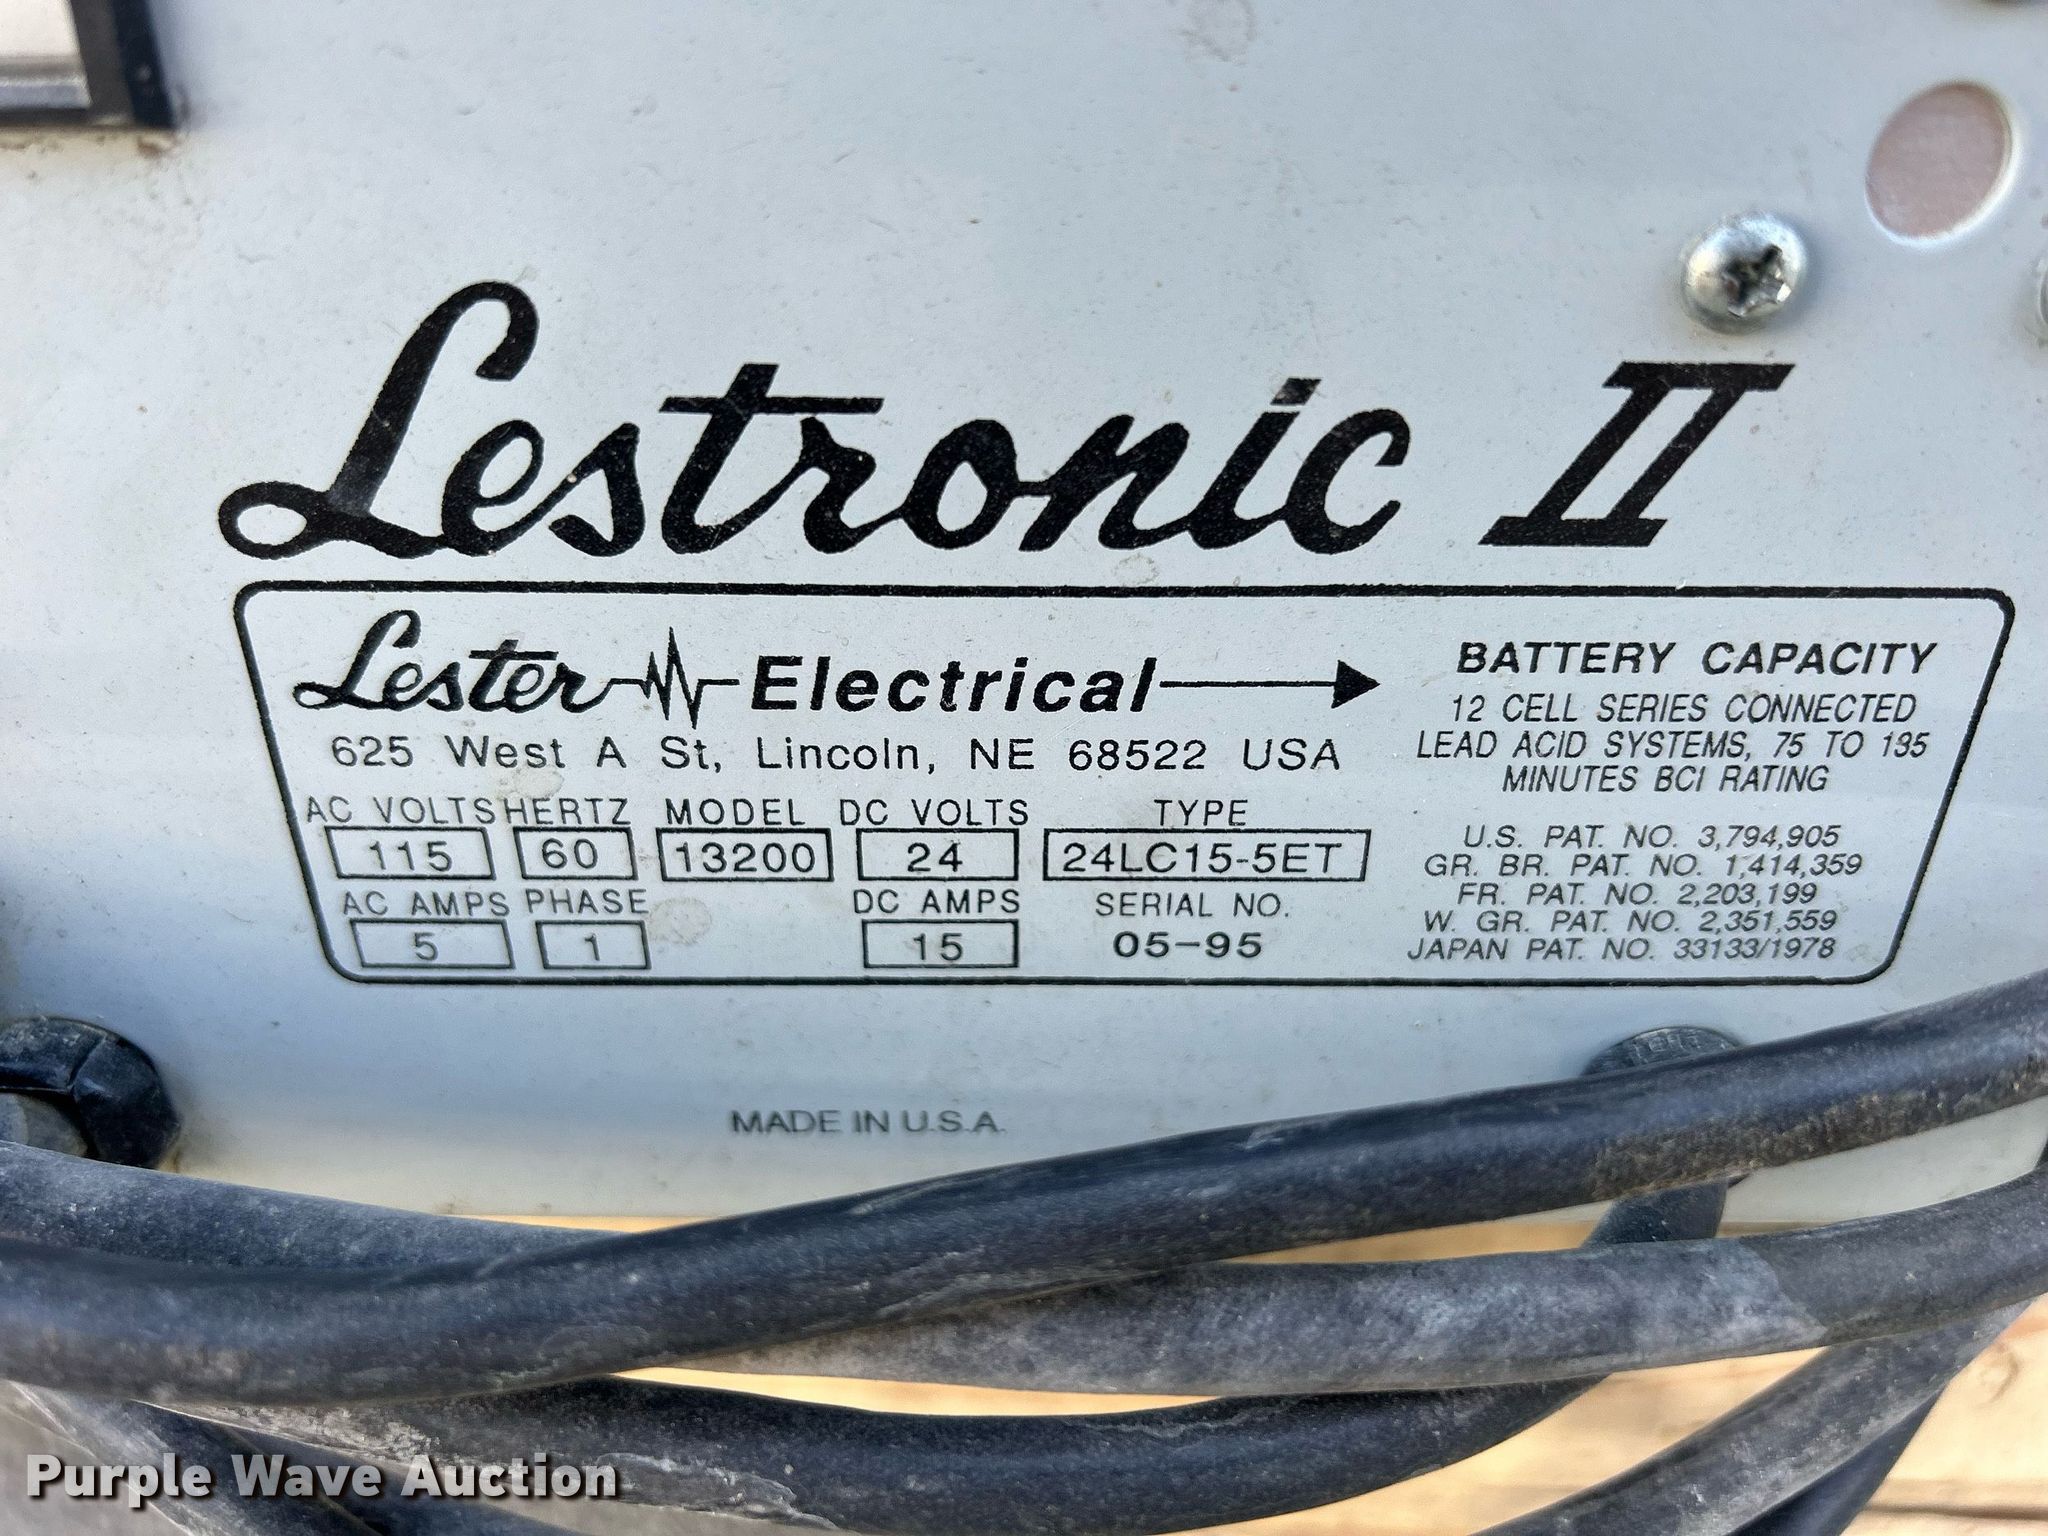 Lestronic II
Lester Electrical
625 West A St, Lincoln, NE 68522 USA
AC VOLTS HERTZ MODEL DC VOLTS TYPE
115 60 13200 24 24LC15-5ET
AC AMPS PHASE DC AMPS SERIAL NO.
5 1 15 05-95
BATTERY CAPACITY
12 CELL SERIES CONNECTED
LEAD ACID SYSTEMS, 75 TO 135
MINUTES BCI RATING
U.S. PAT. NO. 3,794,905
GR. BR. PAT. NO. 1,414,359
FR. PAT. NO. 2,203,199
W. GR. PAT. NO. 2,351,559
JAPAN PAT. NO. 33133/1978
MADE IN U.S.A.
Purple Wave Auction